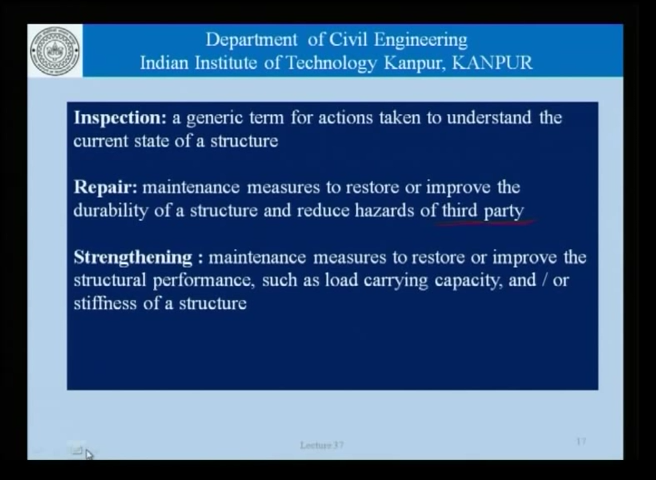 Department of Civil Engineering
Indian Institute of Technology Kanpur, KANPUR
Inspection: a generic term for actions taken to understand the
current state of a structure
Repair: maintenance measures to restore or improve the
durability of a structure and reduce hazards of third party
Strengthening : maintenance measures to restore or improve the
structural performance, such as load carrying capacity, and / or
stiffness of a structure
Lecture 37
37